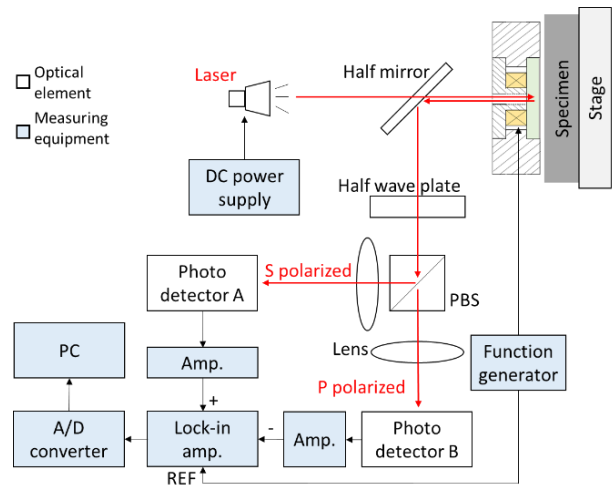 Optical
element
Measuring
equipment
Laser
Half mirror
Specimen
Stage
DC power
supply
Half wave plate
S polarized
Photo
detector A
PBS
Lens
PC
Amp.
Function
generator
P polarized
+
A/D
converter
Lock-in
amp.
-
Amp.
Photo
detector B
REF